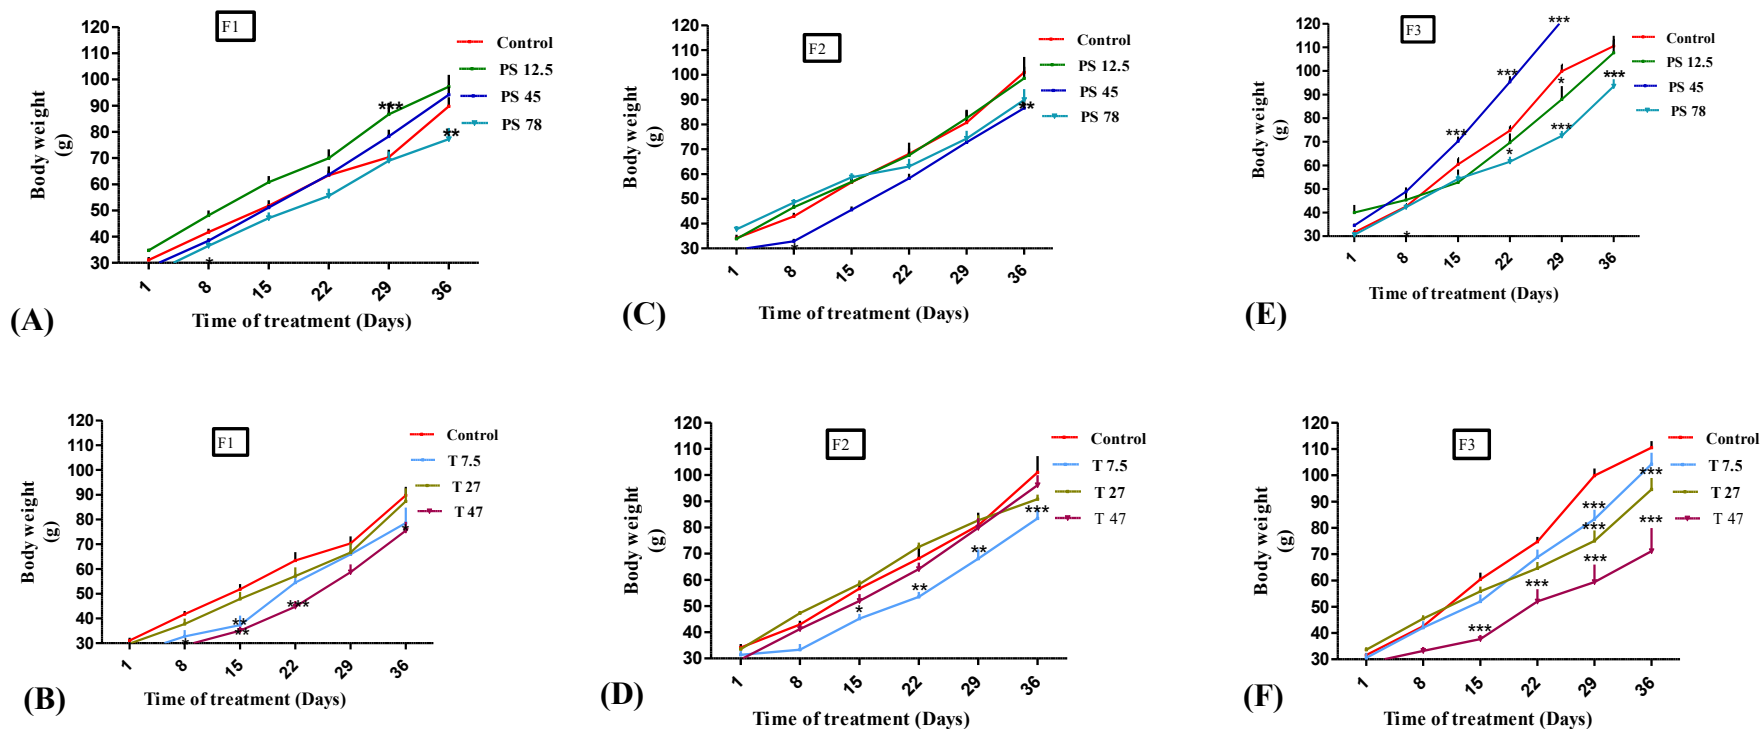 F1
120
110
100
90
80
70
60
50
40
30
Body weight
(g)
1
8
15
22
29
36
Time of treatment (Days)
Control
PS 12.5
PS 45
PS 78
***
**
*
(A)
F2
120
110
100
90
80
70
60
50
40
30
Body weight
(g)
1
8
15
22
29
36
Time of treatment (Days)
Control
PS 12.5
PS 45
PS 78
**
*
(C)
F3
120
110
100
90
80
70
60
50
40
30
Body weight
(g)
1
8
15
22
29
36
Time of treatment (Days)
Control
PS 12.5
PS 45
PS 78
***
***
*
***
***
***
*
*
(E)
F1
120
110
100
90
80
70
60
50
40
30
Body weight
(g)
1
8
15
22
29
36
Time of treatment (Days)
Control
T 7.5
T 27
T 47
*
***
**
**
*
(B)
F2
120
110
100
90
80
70
60
50
40
30
Body weight
(g)
1
8
15
22
29
36
Time of treatment (Days)
Control
T 7.5
T 27
T 47
***
**
**
*
(D)
F3
120
110
100
90
80
70
60
50
40
30
Body weight
(g)
1
8
15
22
29
36
Time of treatment (Days)
Control
T 7.5
T 27
T 47
***
***
***
***
***
***
***
(F)